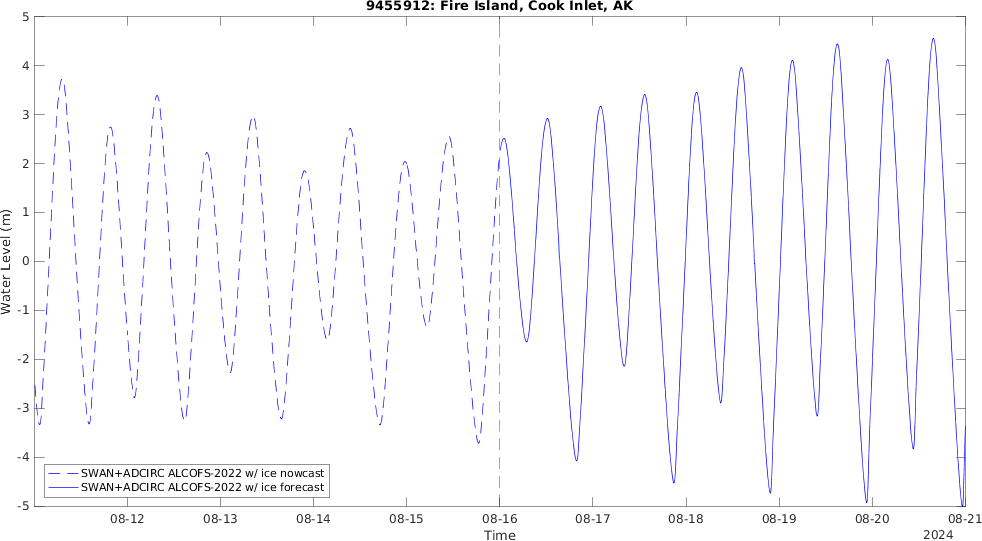 9455912: Fire Island, Cook Inlet, AK
5
4
3
2
1
0
-1
-2
-3
-4
-5
Water Level (m)
SWAN+ADCIRC ALCOFS-2022 w/ ice nowcast
SWAN+ADCIRC ALCOFS-2022 w/ ice forecast
08-12 08-13 08-14 08-15 08-16 08-17 08-18 08-19 08-20 08-21
Time
2024